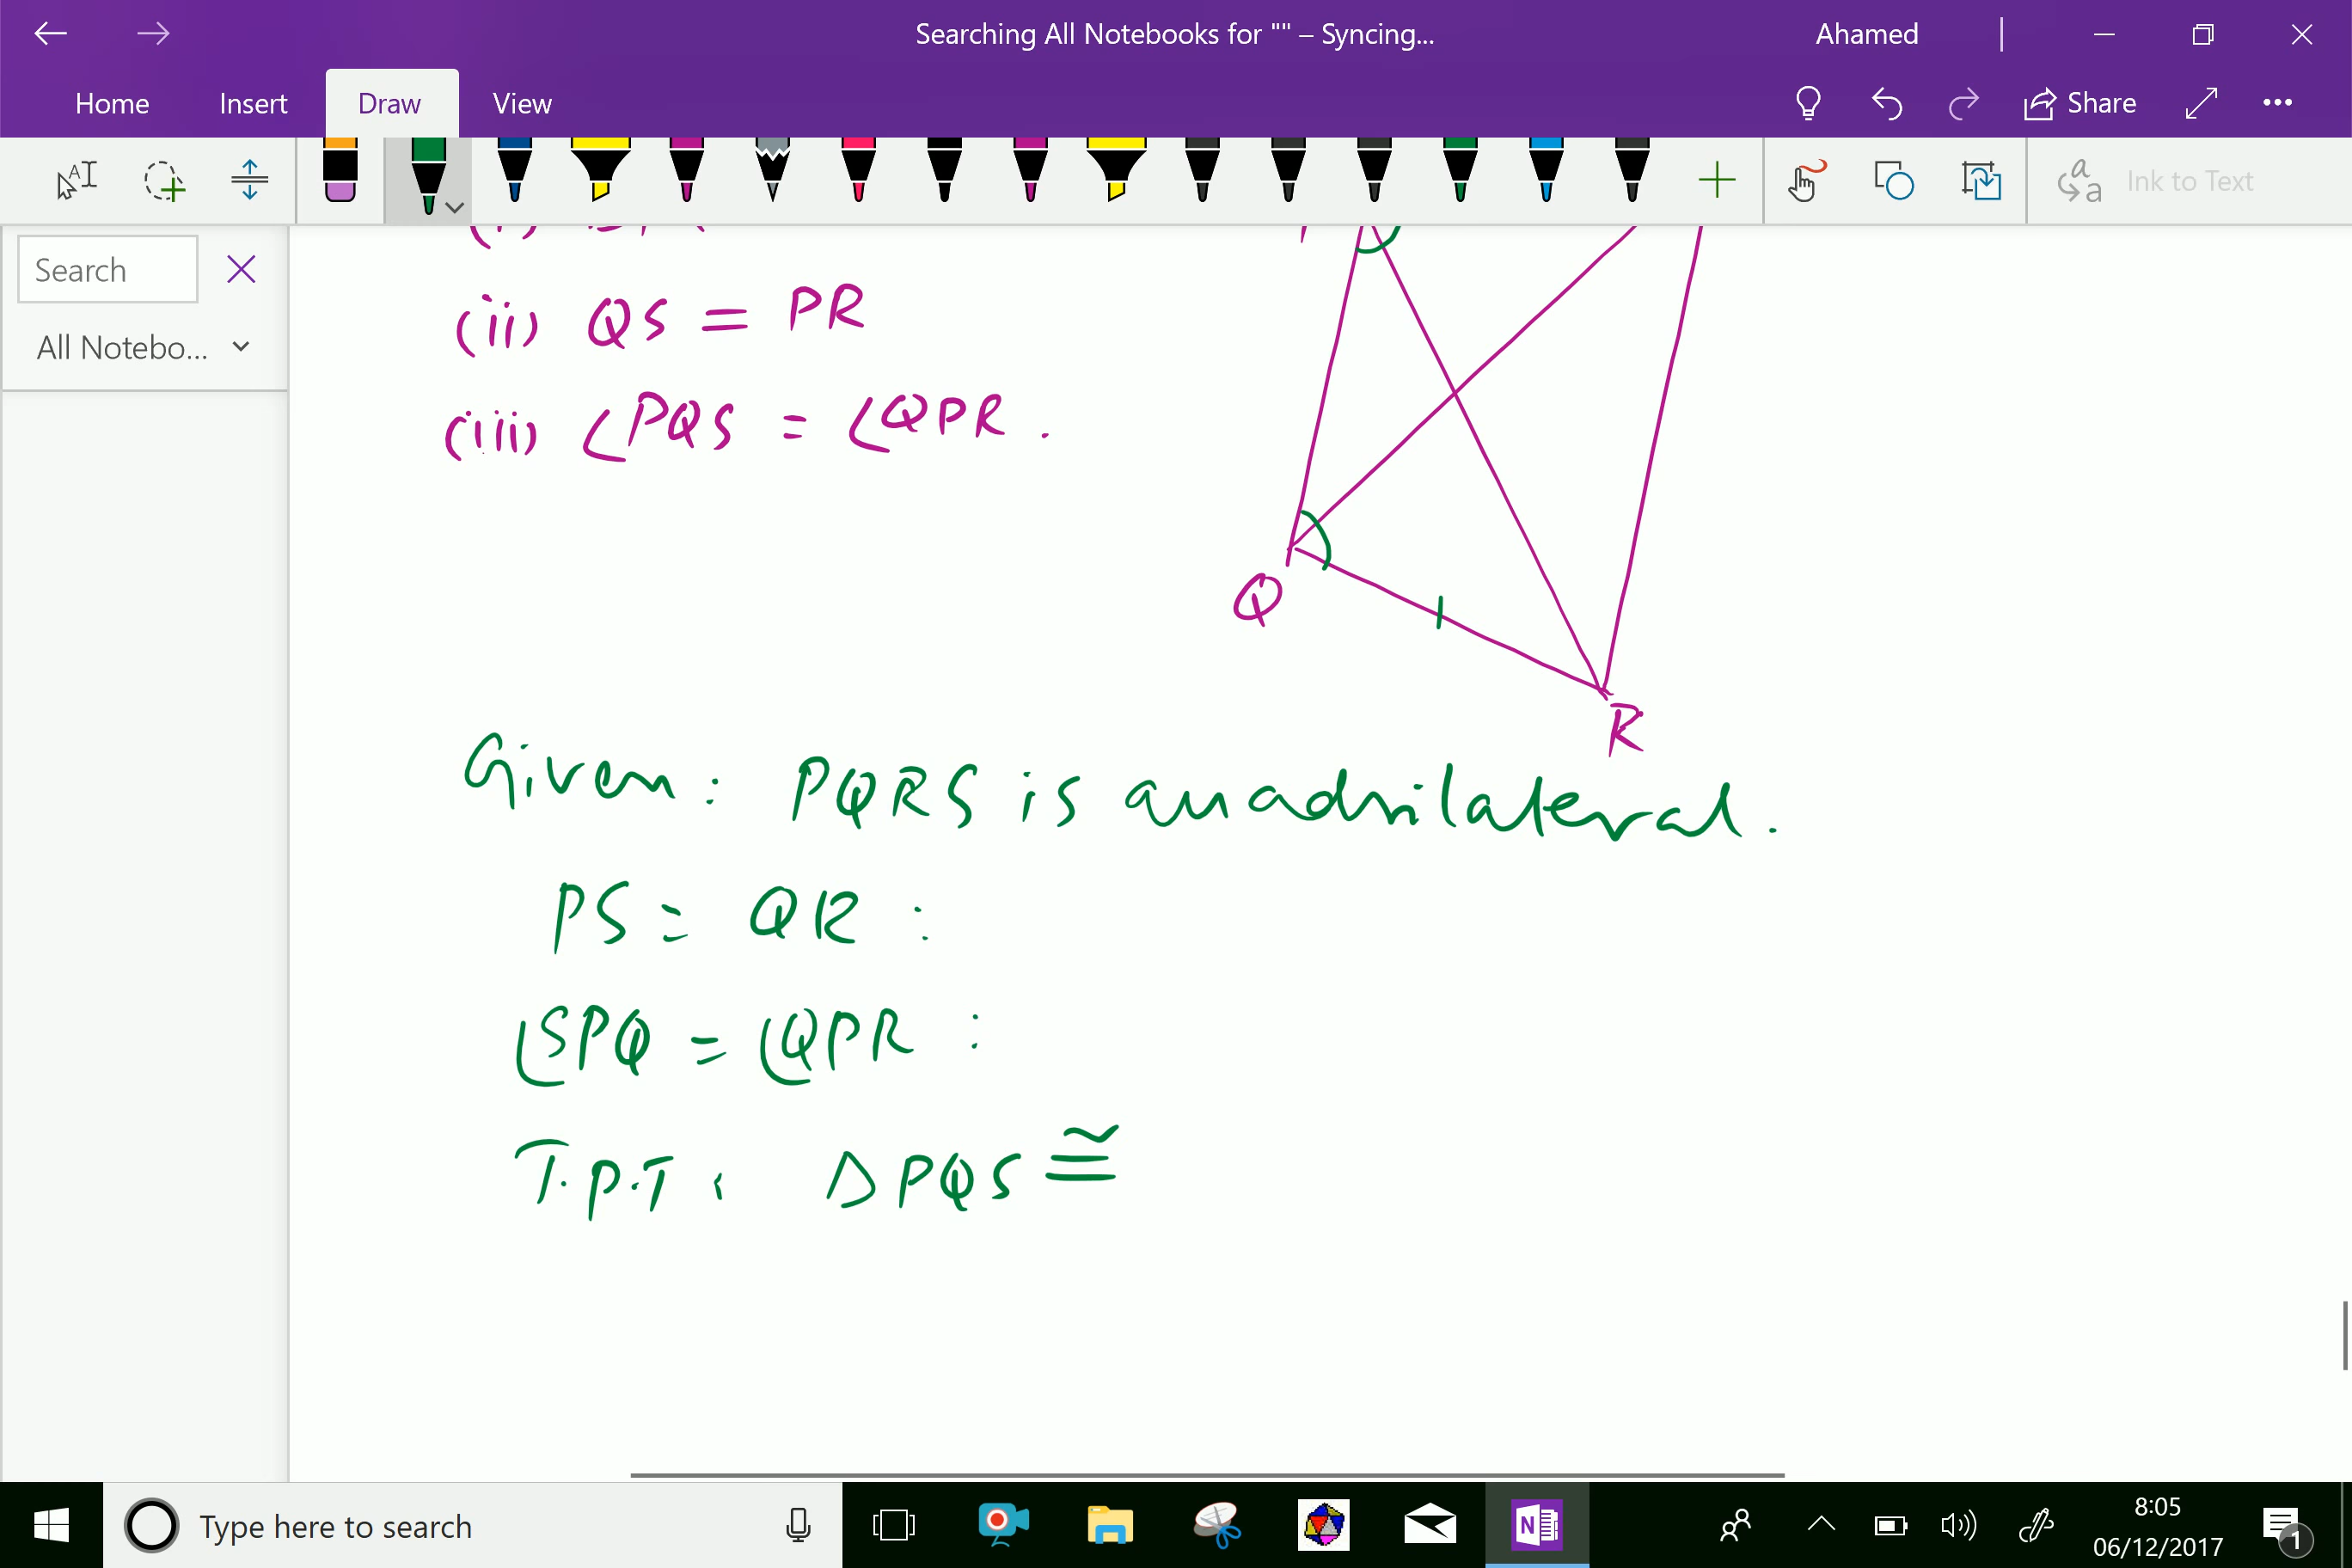 Searching All Notebooks for "" – Syncing...
Ahamed
Home Insert Draw View
Share
Ink to Text
Search
All Notebo...
(ii) QS = PR
(iii) ∠PQS = ∠QPR .
Q
R
Given : PQRS is quadrilateral .
PS = QR :
∠SPQ = ∠QPR :
T.P.T : Δ PQS ≅
Type here to search
N
8:05
06/12/2017
1